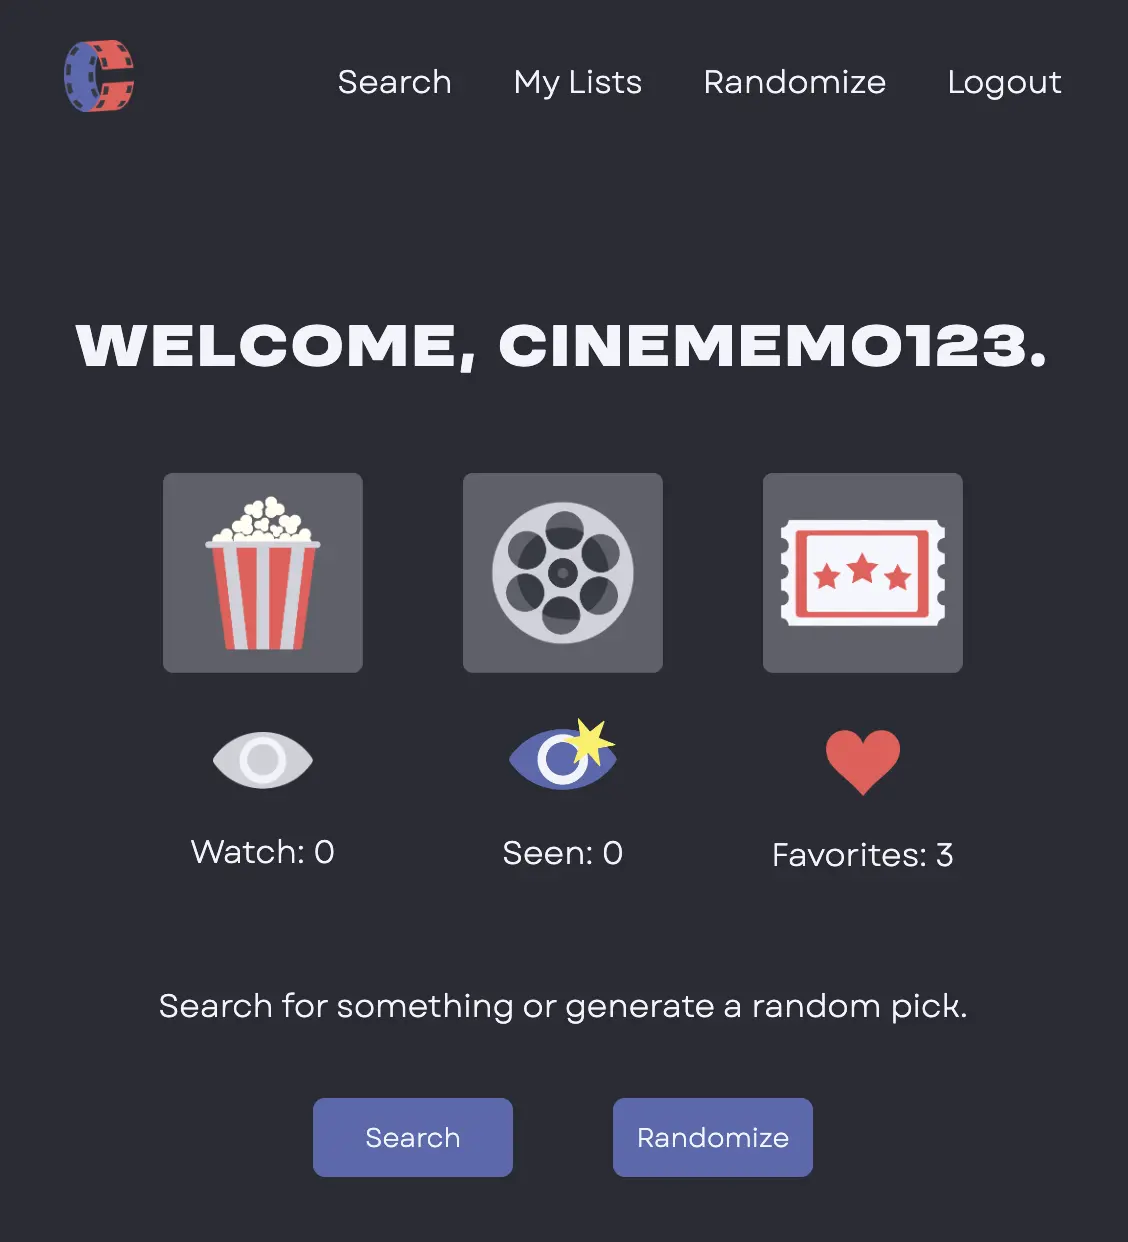 Search My Lists Randomize Logout
WELCOME, CINEMEMO123.
Watch: 0 Seen: 0 Favorites: 3
Search for something or generate a random pick.
Search Randomize